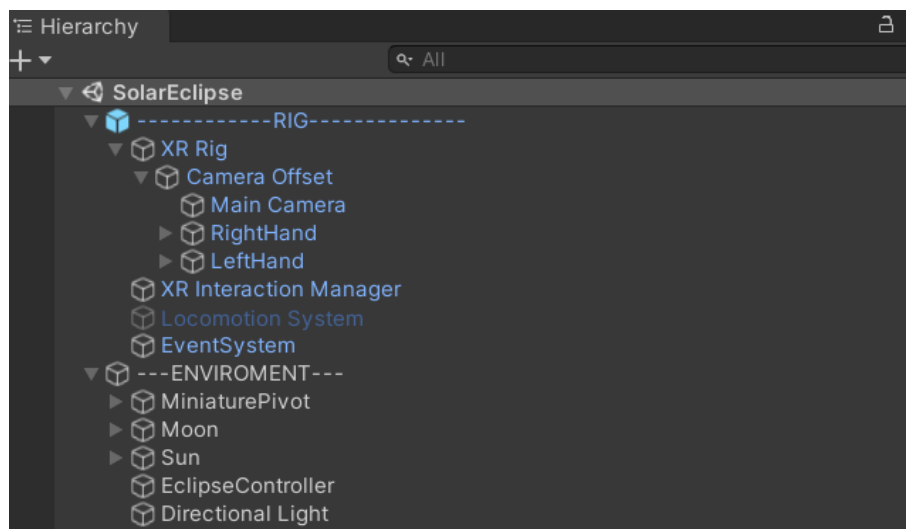 Hierarchy
All
SolarEclipse
------------RIG--------------
XR Rig
Camera Offset
Main Camera
RightHand
LeftHand
XR Interaction Manager
Locomotion System
EventSystem
---ENVIROMENT---
MiniaturePivot
Moon
Sun
EclipseController
Directional Light